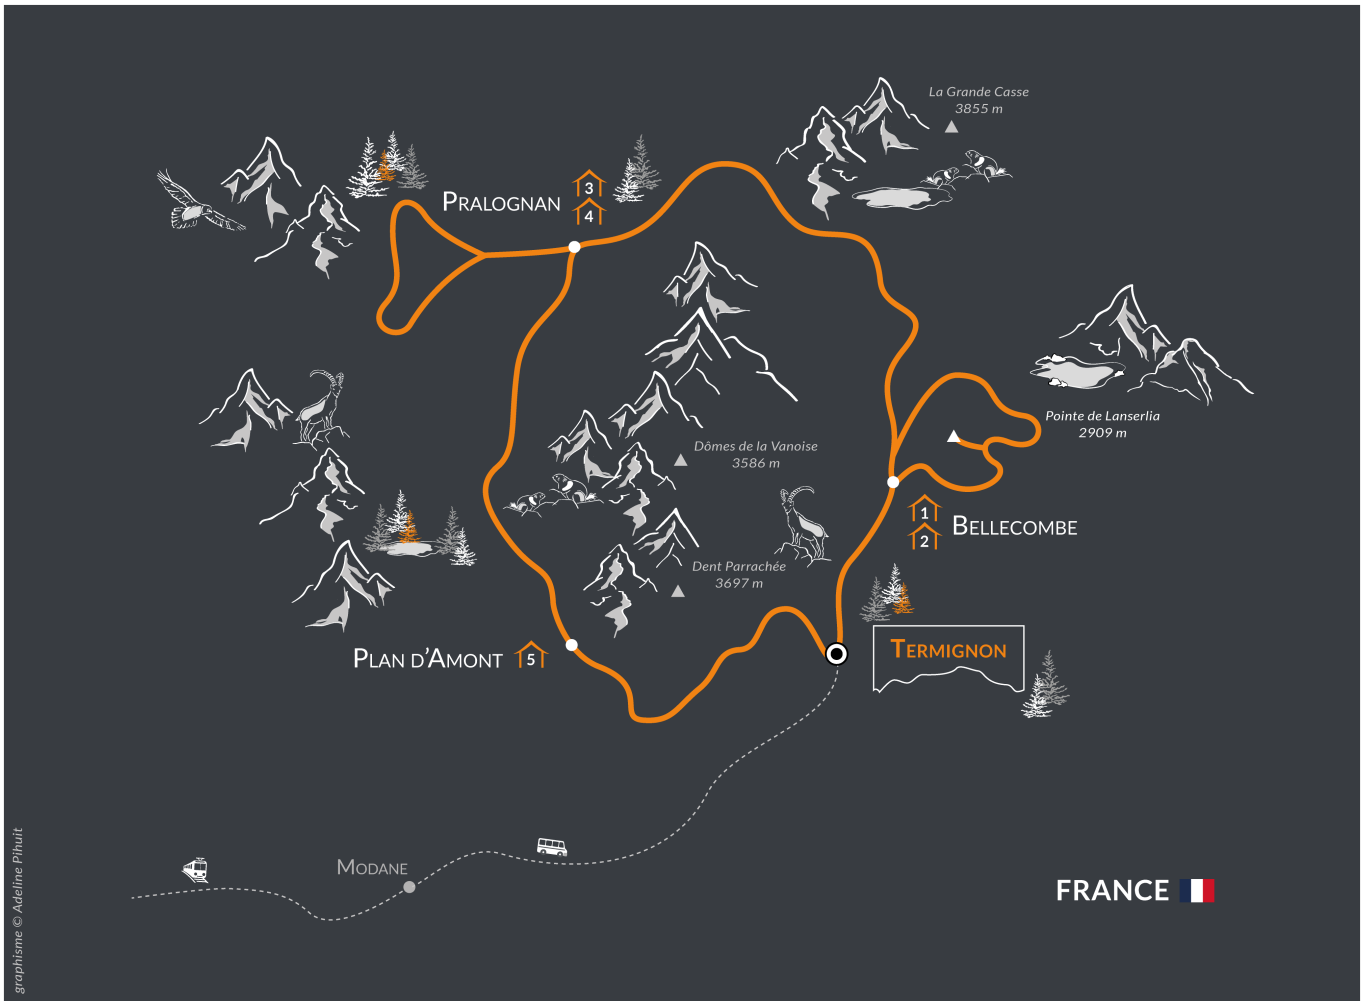 La Grande Casse
3855 m
PRALOGNAN
3
4
Pointe de Lanserlia
2909 m
Dômes de la Vanoise
3586 m
1
2
BELLECOMBE
Dent Parrachée
3697 m
TERMIGNON
PLAN D'AMONT
5
MODANE
FRANCE
graphisme © Adeline Pihuit